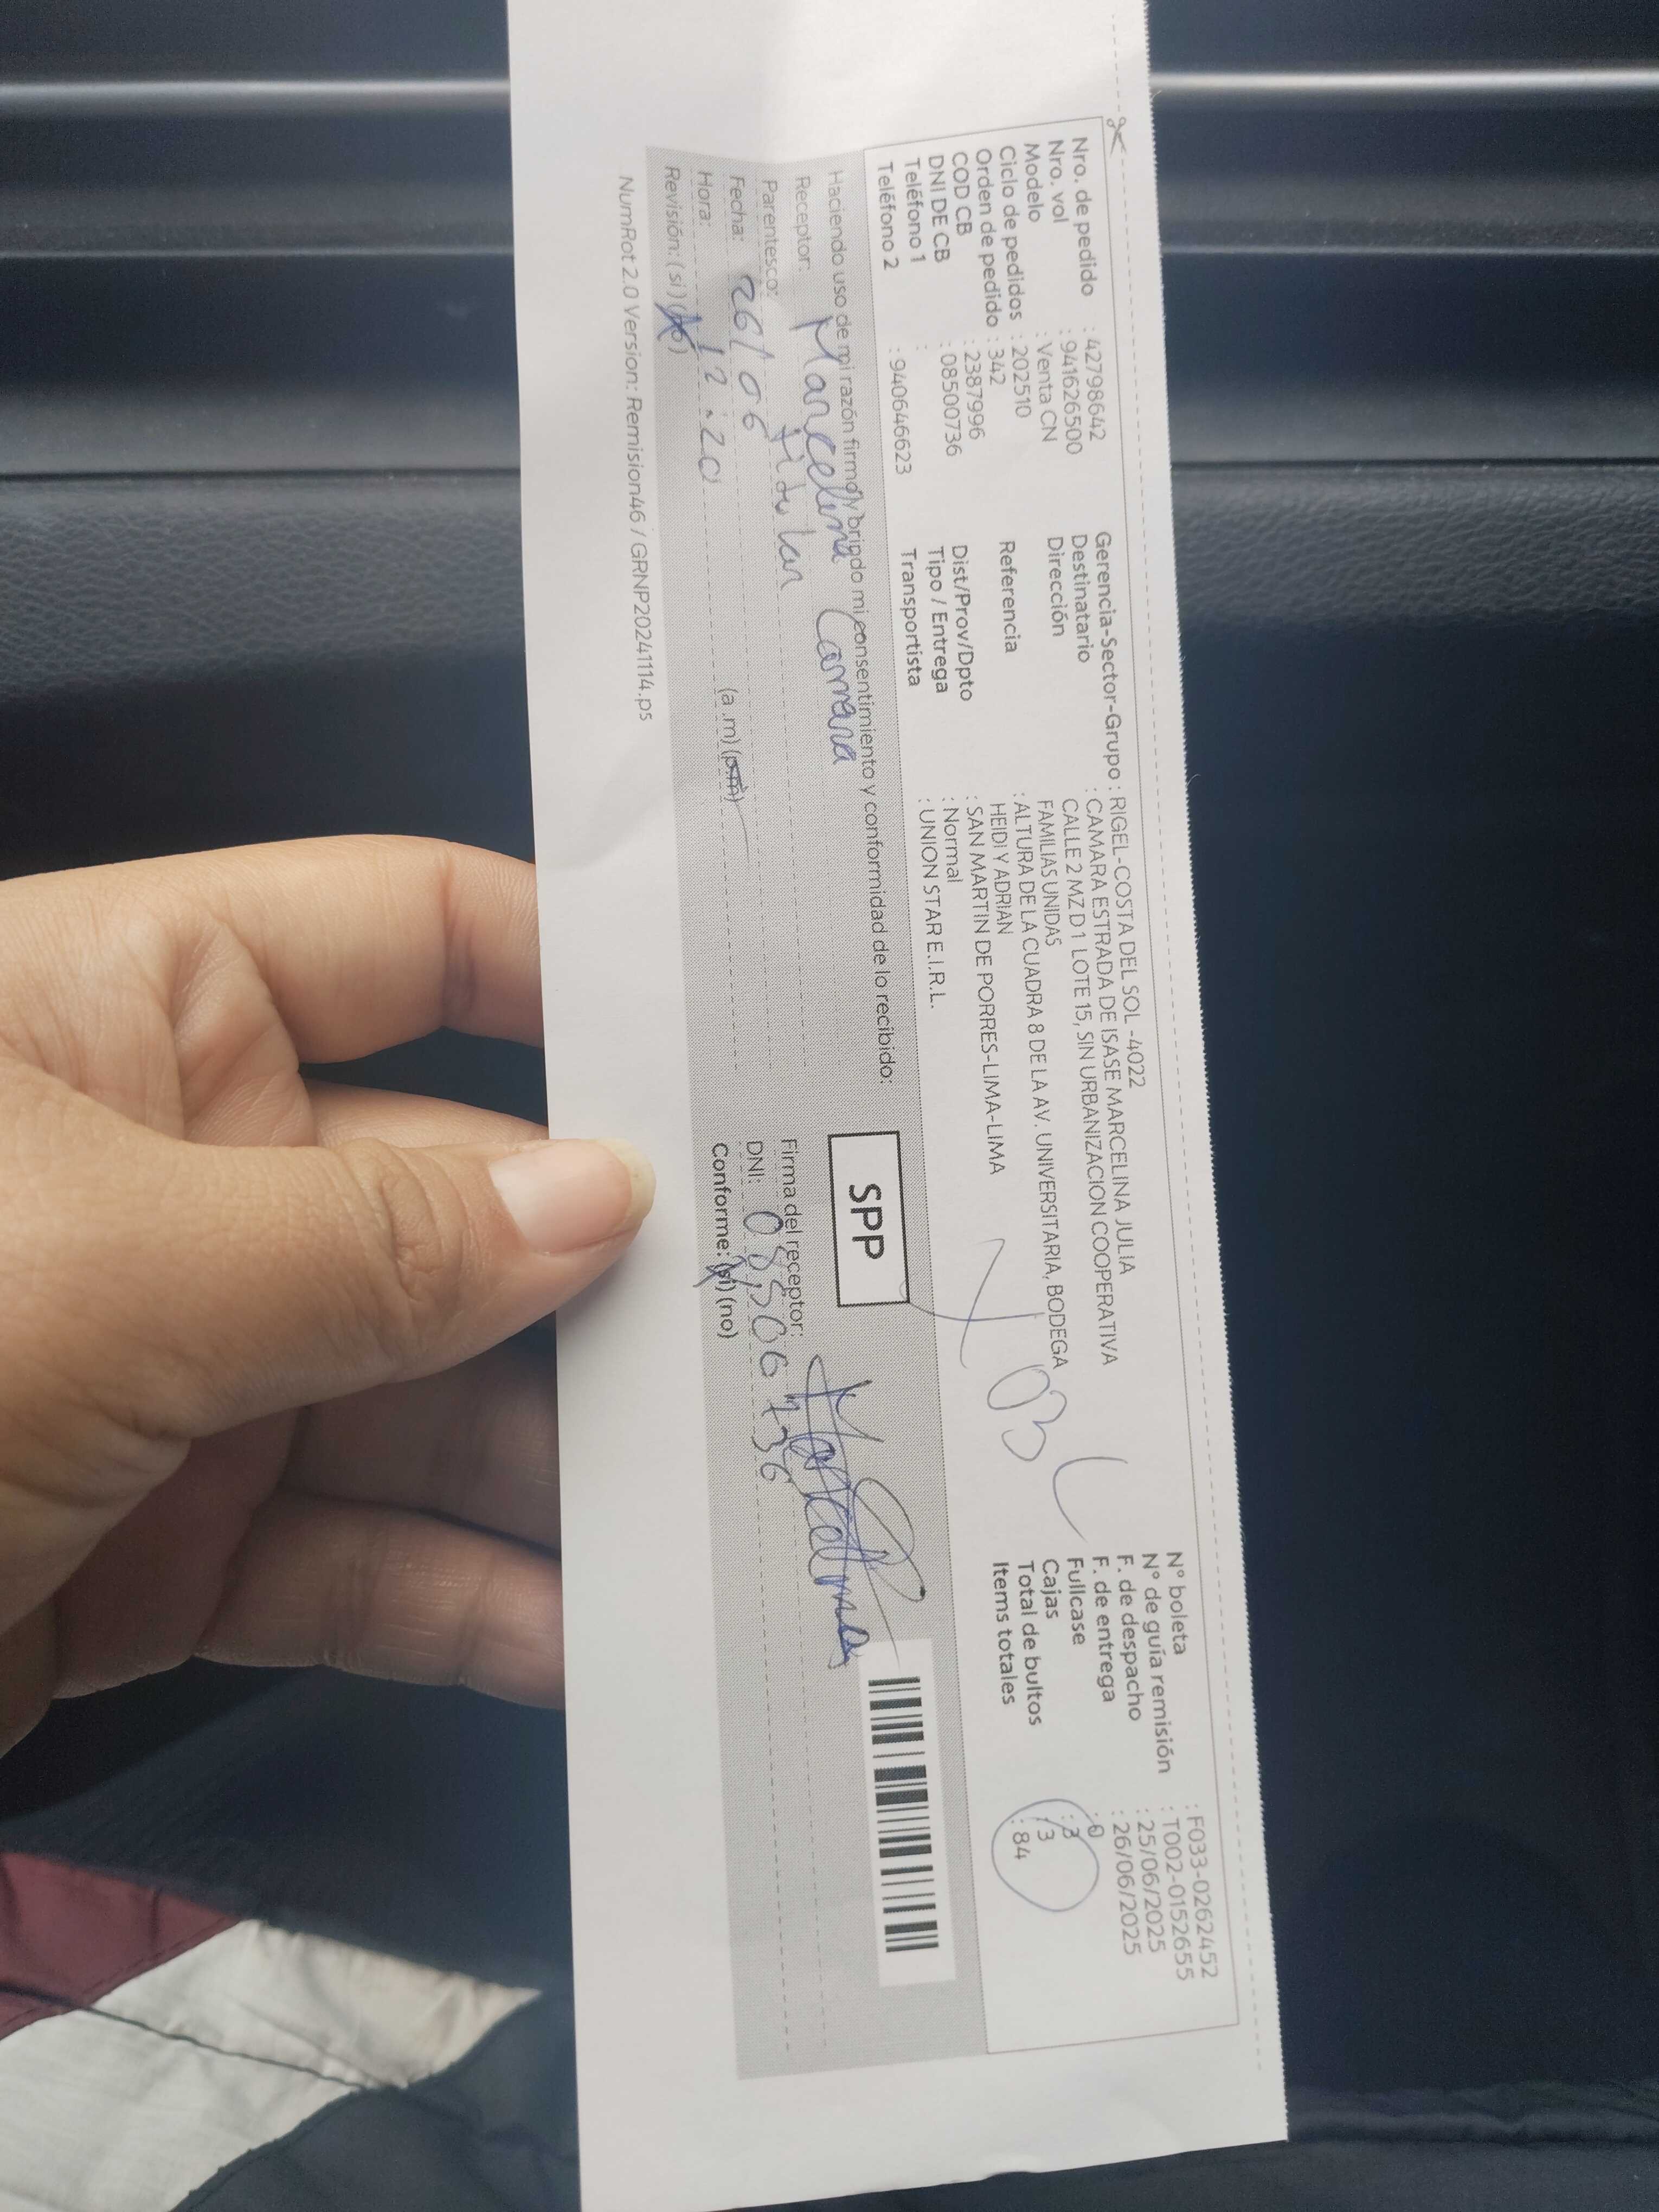 Nro. de pedido : 42798642
Nro. vol : 941626500
Modelo : Venta CN
Ciclo de pedidos : 202510
Orden de pedido : 342
COD CB : 2387996
DNI DE CB : 08500736
Teléfono 1 :
Teléfono 2 : 940646623
Gerencia-Sector-Grupo : RIGEL-COSTA DEL SOL -4022
Destinatario : CAMARA ESTRADA DE ISASE MARCELINA JULIA
Dirección CALLE 2 MZ D 1 LOTE 15, SIN URBANIZACION COOPERATIVA
FAMILIAS UNIDAS
Referencia : ALTURA DE LA CUADRA 8 DE LA AV. UNIVERSITARIA, BODEGA
HEIDI Y ADRIAN
Dist/Prov/Dpto : SAN MARTIN DE PORRES-LIMA-LIMA
Tipo / Entrega : Normal
Transportista : UNION STAR E.I.R.L.
N° boleta : F033-0262452
N° de guía remisión : T002-0152655
F. de despacho : 25/06/2025
F. de entrega : 26/06/2025
Fullcase : 0
Cajas : 3
Total de bultos : 3
Items totales : 84
Haciendo uso de mi razón firmo y brindo mi consentimiento y conformidad de lo recibido:
Receptor: Marcelina Camara
Parentesco: titular
Fecha: 26/06
Hora: 12:20 (a.m) (p.m)
Revisión: (si) (no)
SPP
Firma del receptor: Marcelina
DNI: 08500736
Conforme: (si) (no)
NumRot 2.0 Version: Remision46 / GRNP20241114.ps